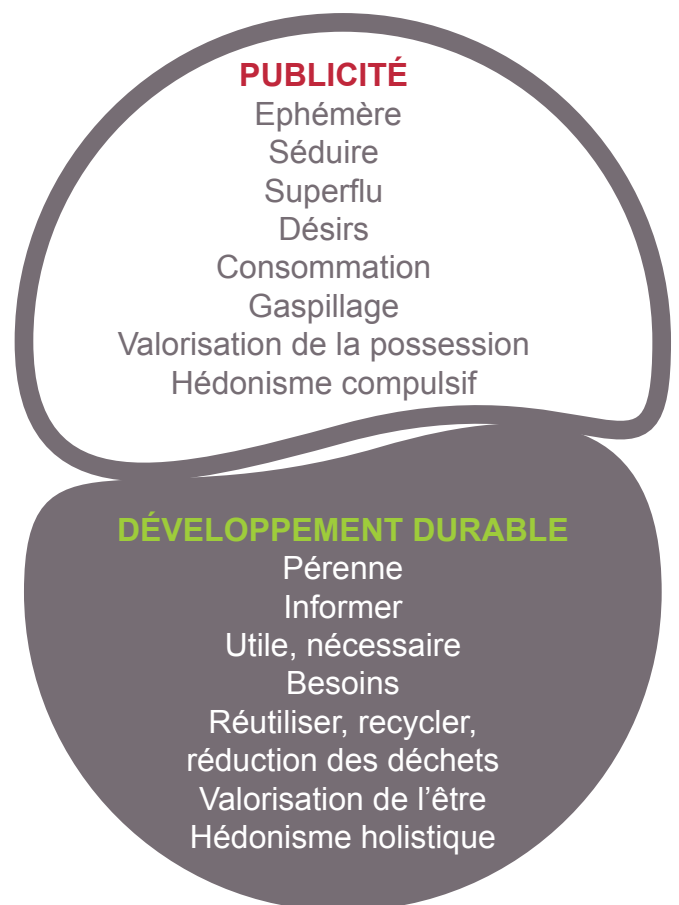 PUBLICITÉ
Ephémère
Séduire
Superflu
Désirs
Consommation
Gaspillage
Valorisation de la possession
Hédonisme compulsif
DÉVELOPPEMENT DURABLE
Pérenne
Informer
Utile, nécessaire
Besoins
Réutiliser, recycler,
réduction des déchets
Valorisation de l’être
Hédonisme holistique